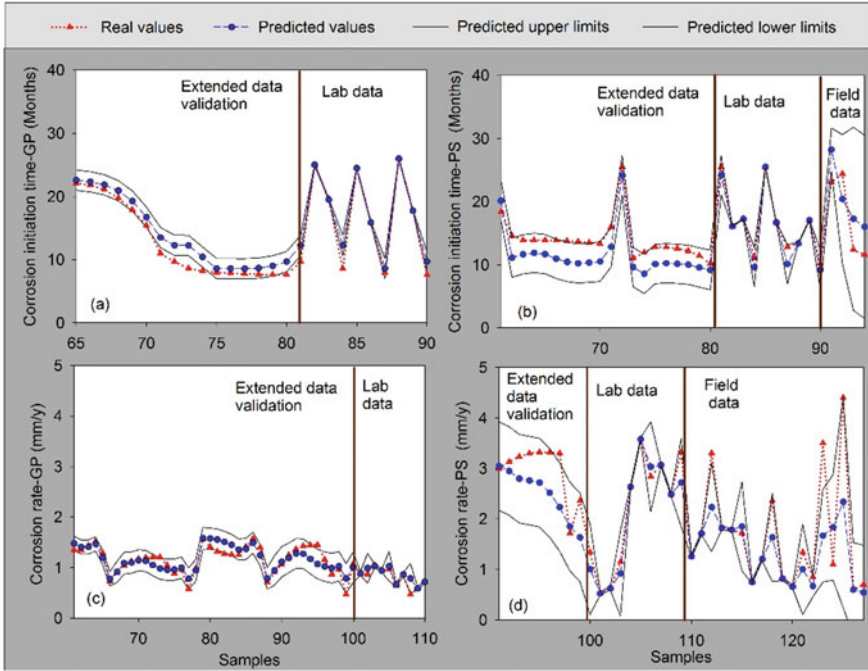 Real values Predicted values Predicted upper limits Predicted lower limits
Corrosion initiation time-GP (Months)
40
30
20
10
0
Extended data
validation
Lab data
(a)
65 70 75 80 85 90
Corrosion initiation time-PS (Months)
40
30
20
10
0
Extended data
validation
Lab data
Field
data
(b)
70 80 90
Corrosion rate-GP (mm/y)
5
4
3
2
1
0
Extended data
validation
Lab
data
(c)
70 80 90 100 110
Samples
Corrosion rate-PS (mm/y)
5
4
3
2
1
0
Extended
data
validation
Lab data
Field
data
(d)
100 110 120
Samples